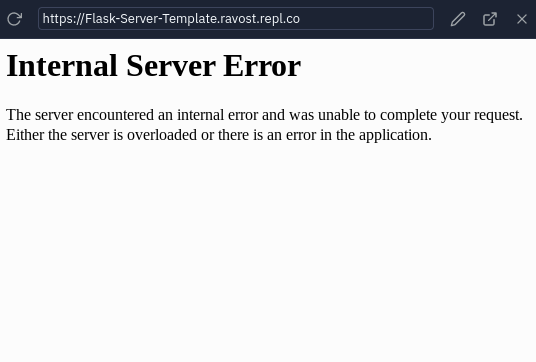 https://Flask-Server-Template.ravost.repl.co
Internal Server Error
The server encountered an internal error and was unable to complete your request.
Either the server is overloaded or there is an error in the application.